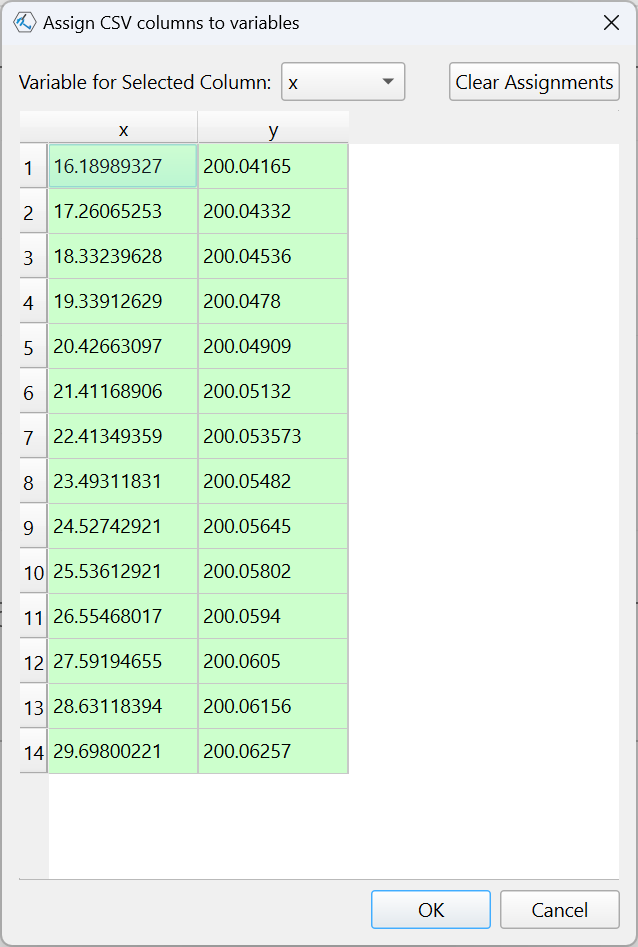 Assign CSV columns to variables
Variable for Selected Column: x Clear Assignments
x y
1 16.18989327 200.04165
2 17.26065253 200.04332
3 18.33239628 200.04536
4 19.33912629 200.0478
5 20.42663097 200.04909
6 21.41168906 200.05132
7 22.41349359 200.053573
8 23.49311831 200.05482
9 24.52742921 200.05645
10 25.53612921 200.05802
11 26.55468017 200.0594
12 27.59194655 200.0605
13 28.63118394 200.06156
14 29.69800221 200.06257
OK Cancel